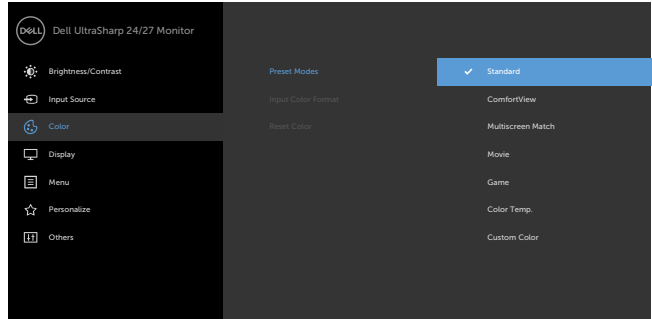 DELL Dell UltraSharp 24/27 Monitor
Brightness/Contrast Preset Modes Standard
Input Source Input Color Format ComfortView
Color Reset Color Multiscreen Match
Display Movie
Menu Game
Personalize Color Temp.
Others Custom Color